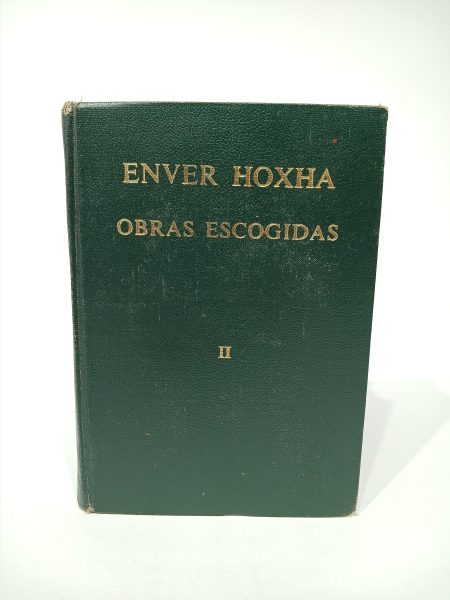 ENVER HOXHA
OBRAS ESCOGIDAS
II